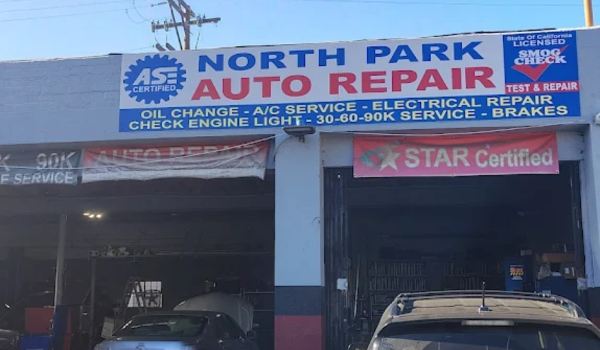 ASE
CERTIFIED
NORTH PARK
AUTO REPAIR
OIL CHANGE - A/C SERVICE - ELECTRICAL REPAIR
CHECK ENGINE LIGHT - 30-60-90K SERVICE - BRAKES
State Of California
LICENSED
SMOG
CHECK
TEST & REPAIR
90K
SERVICE
AUTO REPAIR
STAR Certified